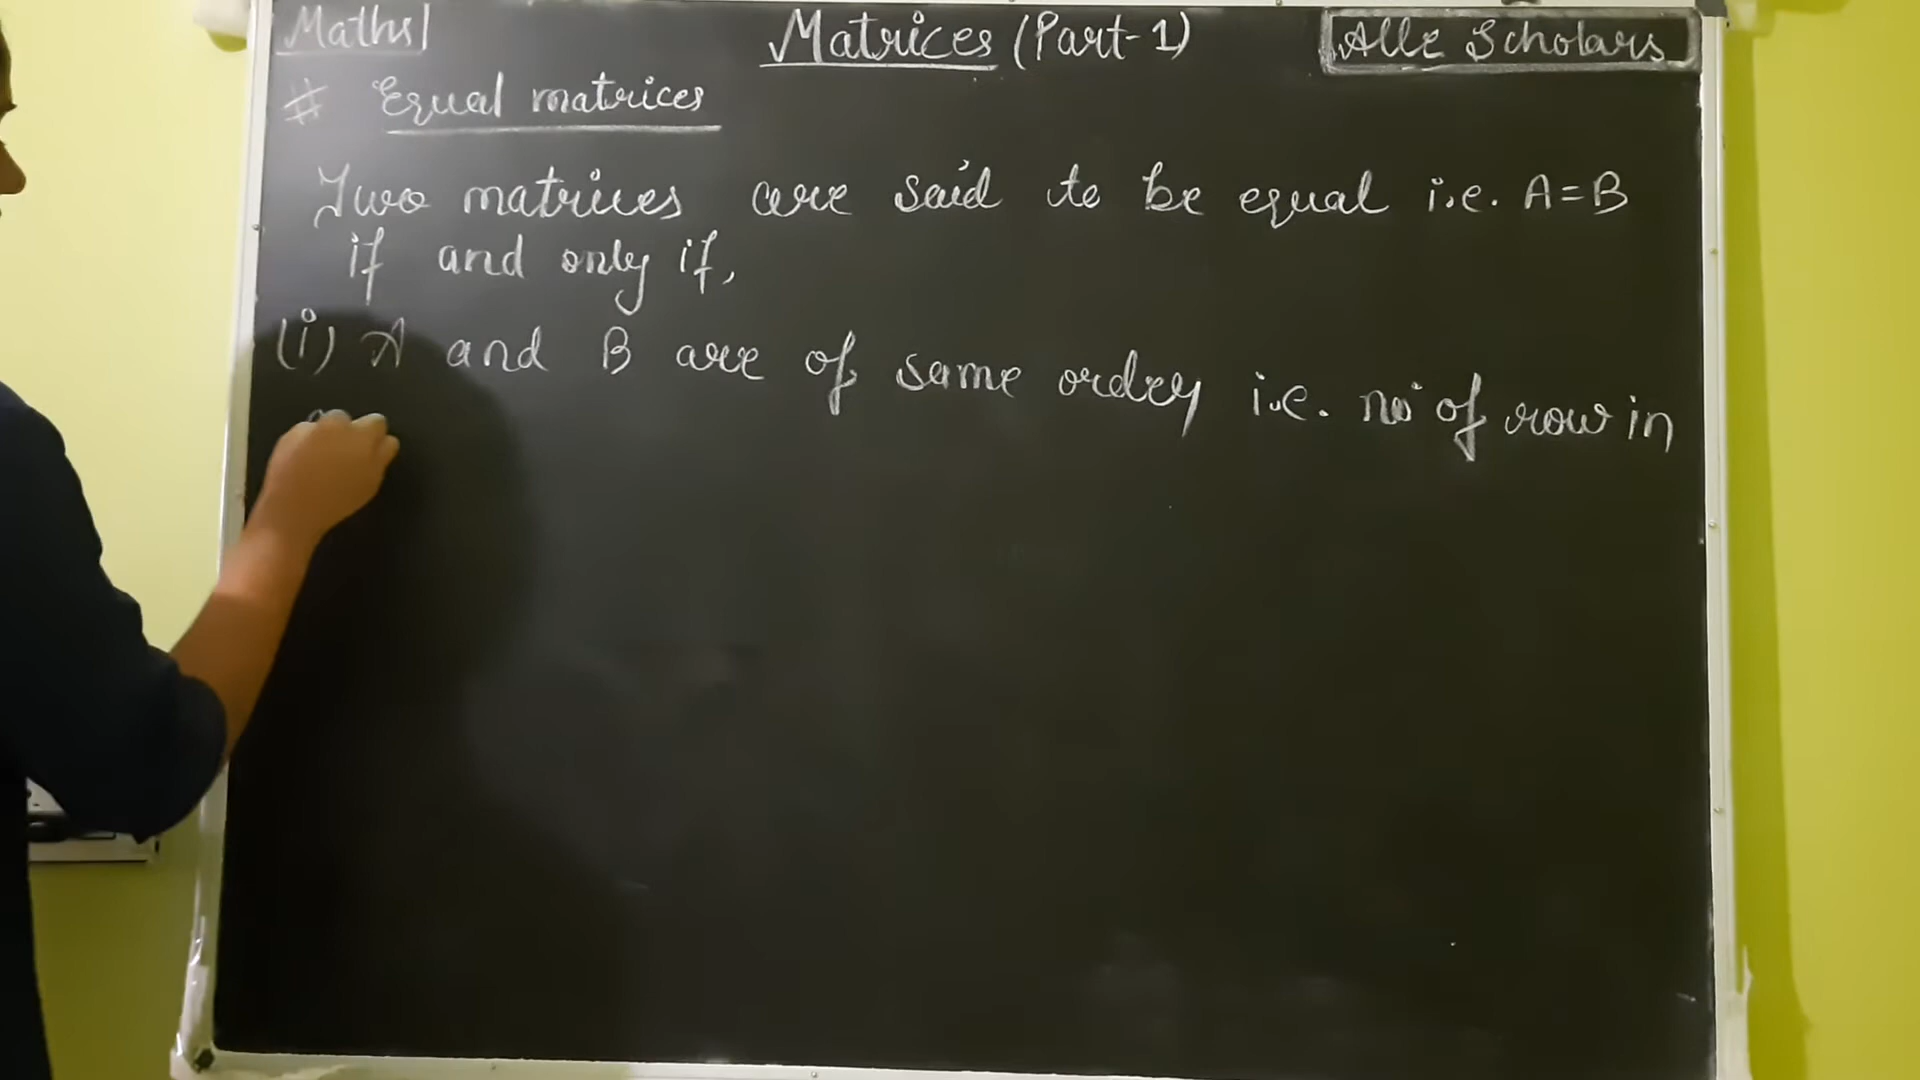 Maths
Matrices (Part-1)
Alle Scholars
# Equal matrices
Two matrices are said to be equal i.e. A=B
if and only if,
(i) A and B are of same order, i.e. no of row in